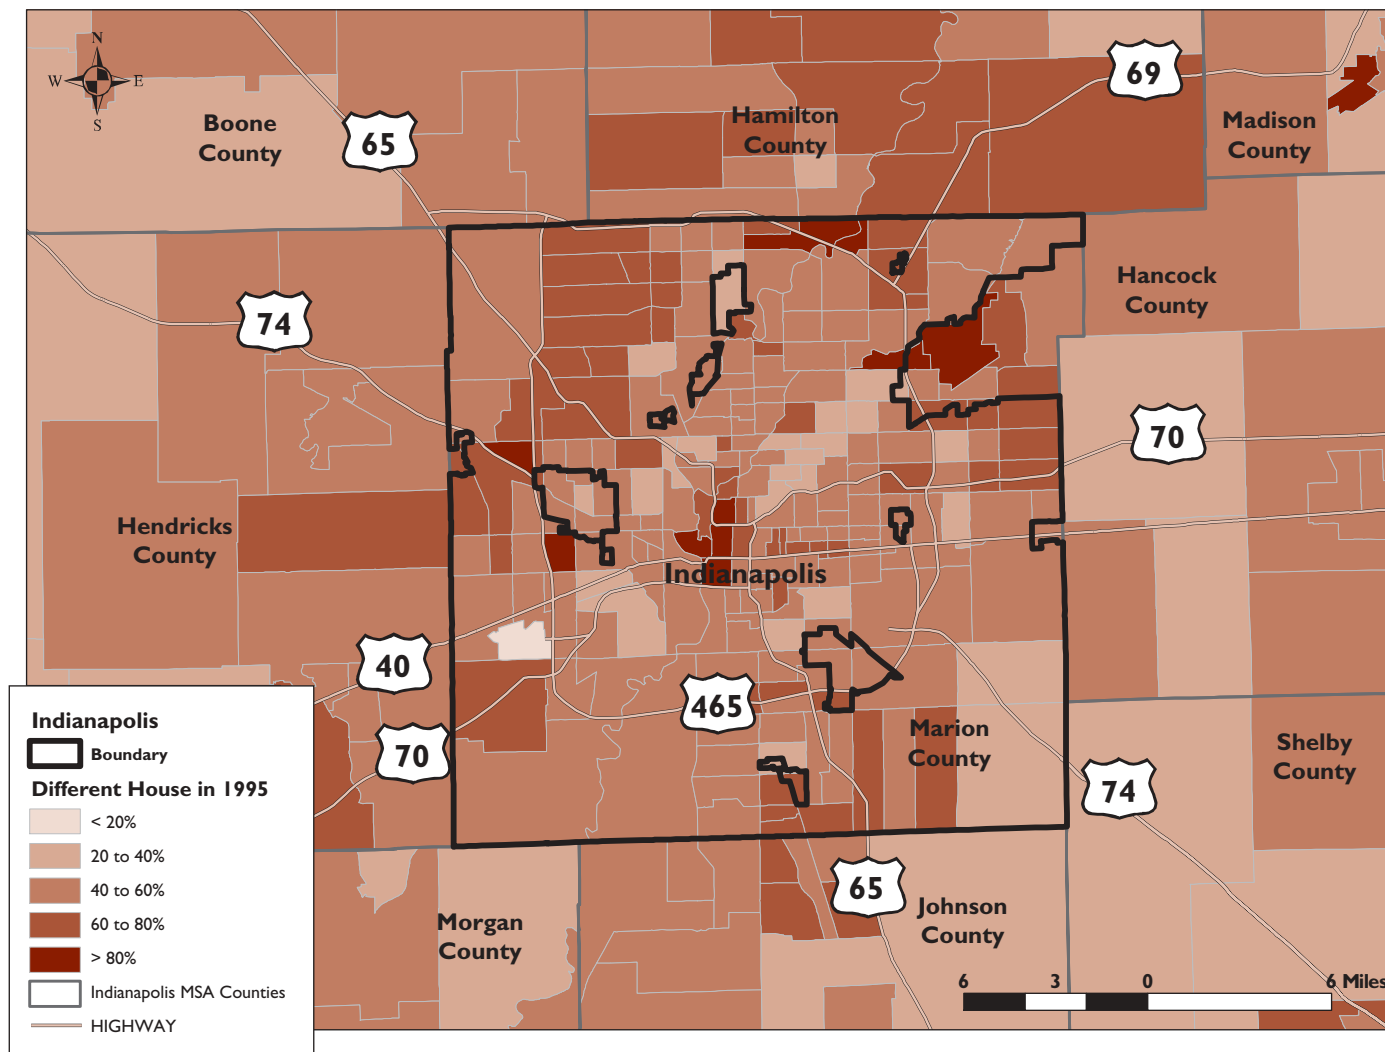 N
W E
S
69
65
Boone
County
Hamilton
County
Madison
County
Hancock
County
74
70
Hendricks
County
Indianapolis
40
465
70
Marion
County
Shelby
County
74
65
Johnson
County
Morgan
County
6 3 0 6 Miles
Indianapolis
Boundary
Different House in 1995
< 20%
20 to 40%
40 to 60%
60 to 80%
> 80%
Indianapolis MSA Counties
HIGHWAY